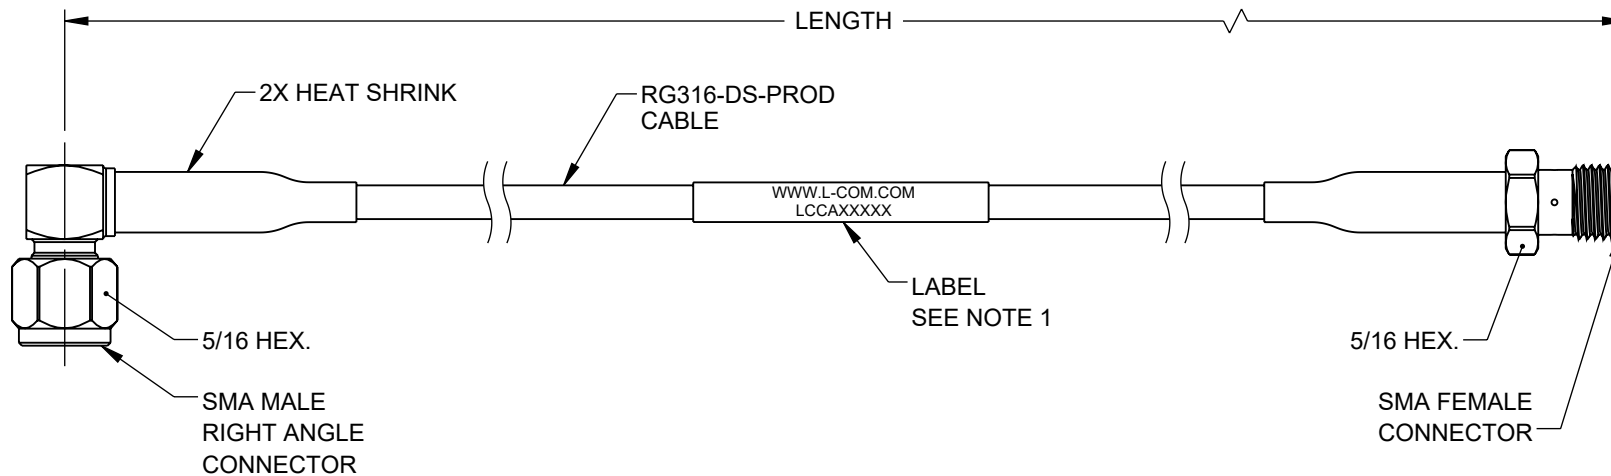 LENGTH
2X HEAT SHRINK
RG316-DS-PROD
CABLE
WWW.L-COM.COM
LCCAXXXXX
LABEL
SEE NOTE 1
5/16 HEX.
5/16 HEX.
SMA MALE
RIGHT ANGLE
CONNECTOR
SMA FEMALE
CONNECTOR